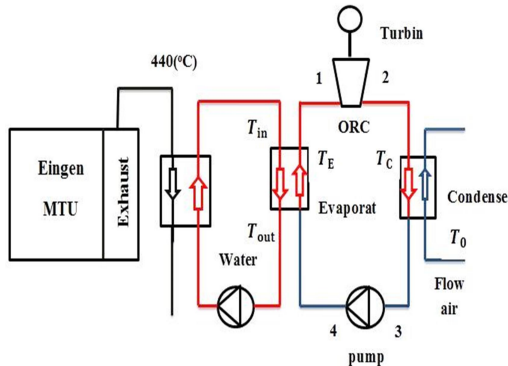 Turbin
440(°C)
1
2
ORC
T_in
T_E
T_C
Eingen
MTU
Exhaust
Evaporat
Condense
T_out
T_0
Water
Flow
air
4
3
pump